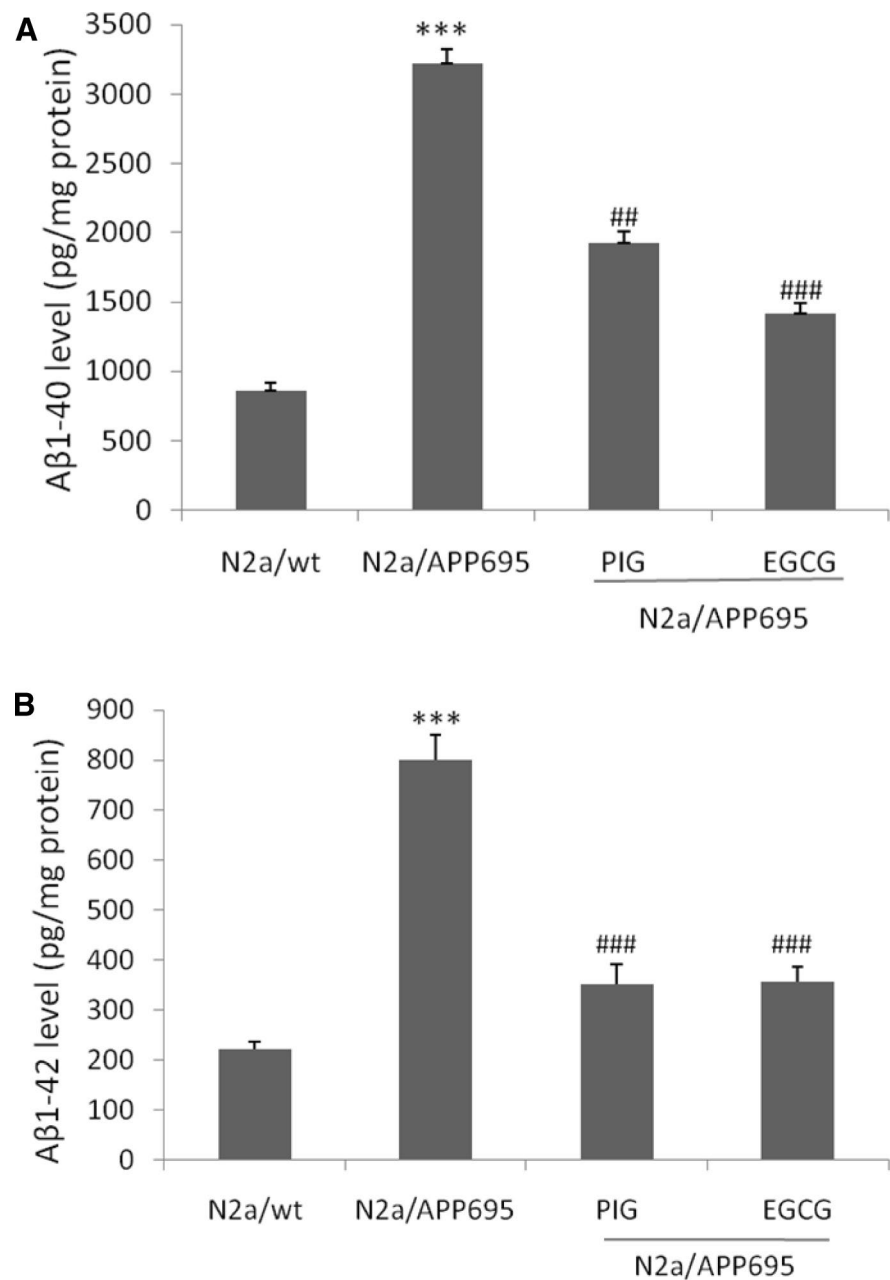 A
Aβ1-40 level (pg/mg protein)
3500
3000
2500
2000
1500
1000
500
0
***
##
###
N2a/wt N2a/APP695 PIG EGCG
N2a/APP695
B
Aβ1-42 level (pg/mg protein)
900
800
700
600
500
400
300
200
100
0
***
### ###
N2a/wt N2a/APP695 PIG EGCG
N2a/APP695